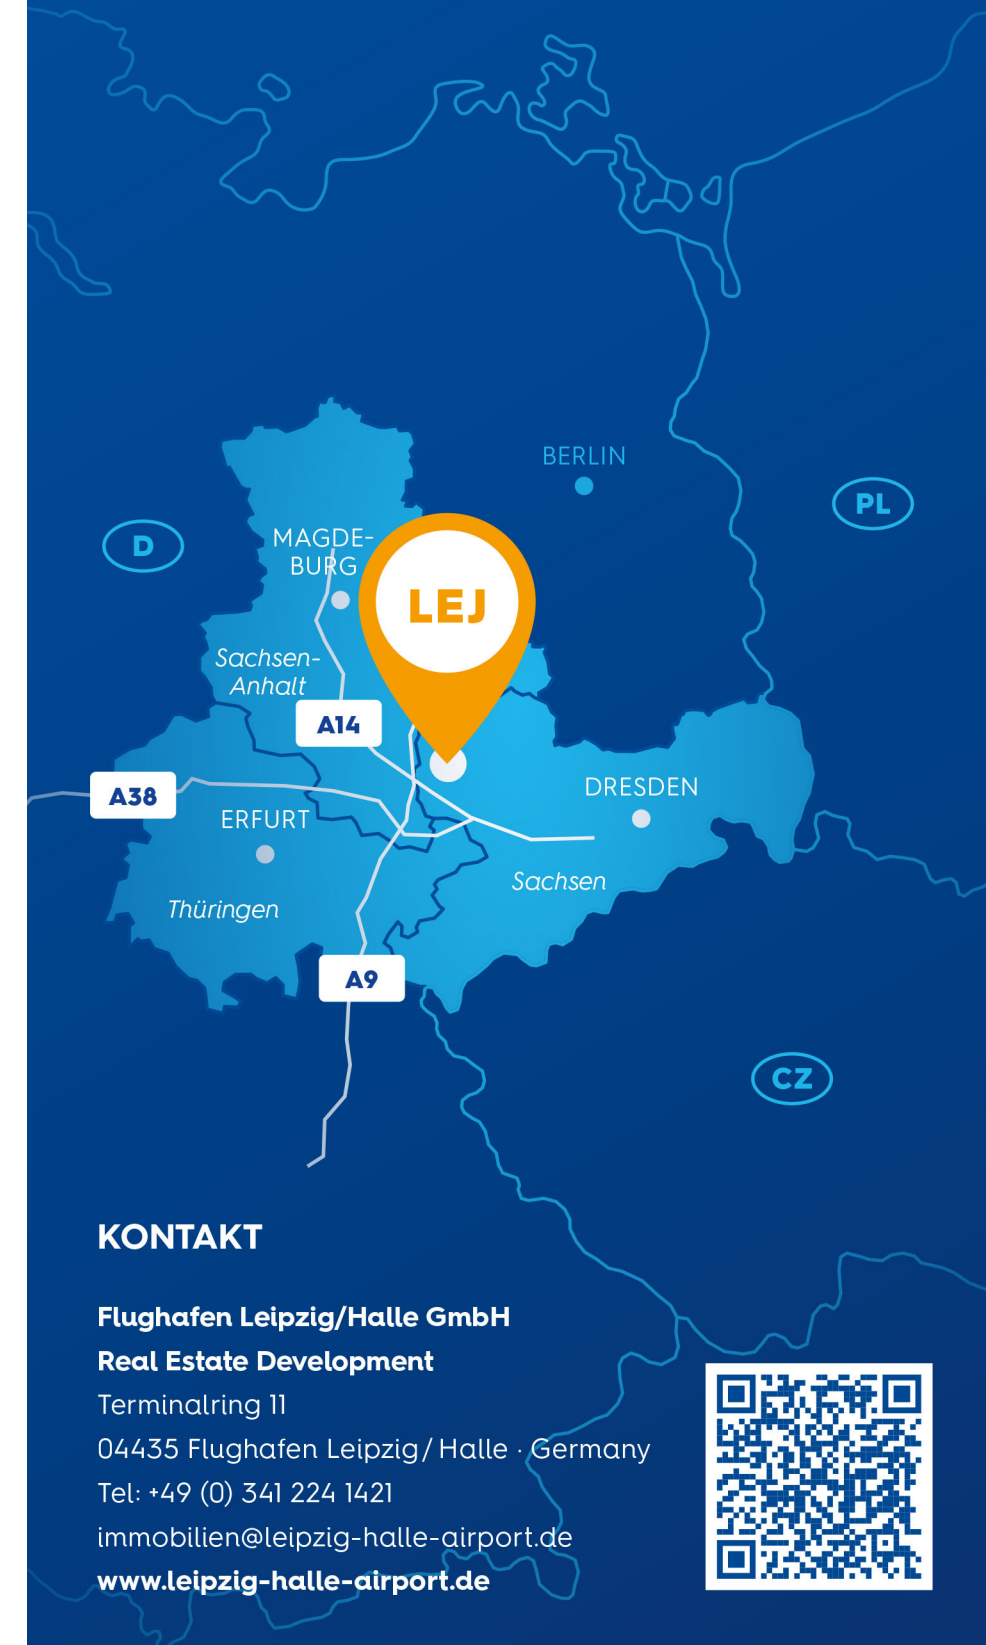 BERLIN
PL
MAGDE-
BURG
D
LEJ
Sachsen-
Anhalt
A14
DRESDEN
A38
ERFURT
Sachsen
Thüringen
A9
CZ
KONTAKT
Flughafen Leipzig/Halle GmbH
Real Estate Development
Terminalring 11
04435 Flughafen Leipzig/Halle · Germany
Tel: +49 (0) 341 224 1421
immobilien@leipzig-halle-airport.de
www.leipzig-halle-airport.de